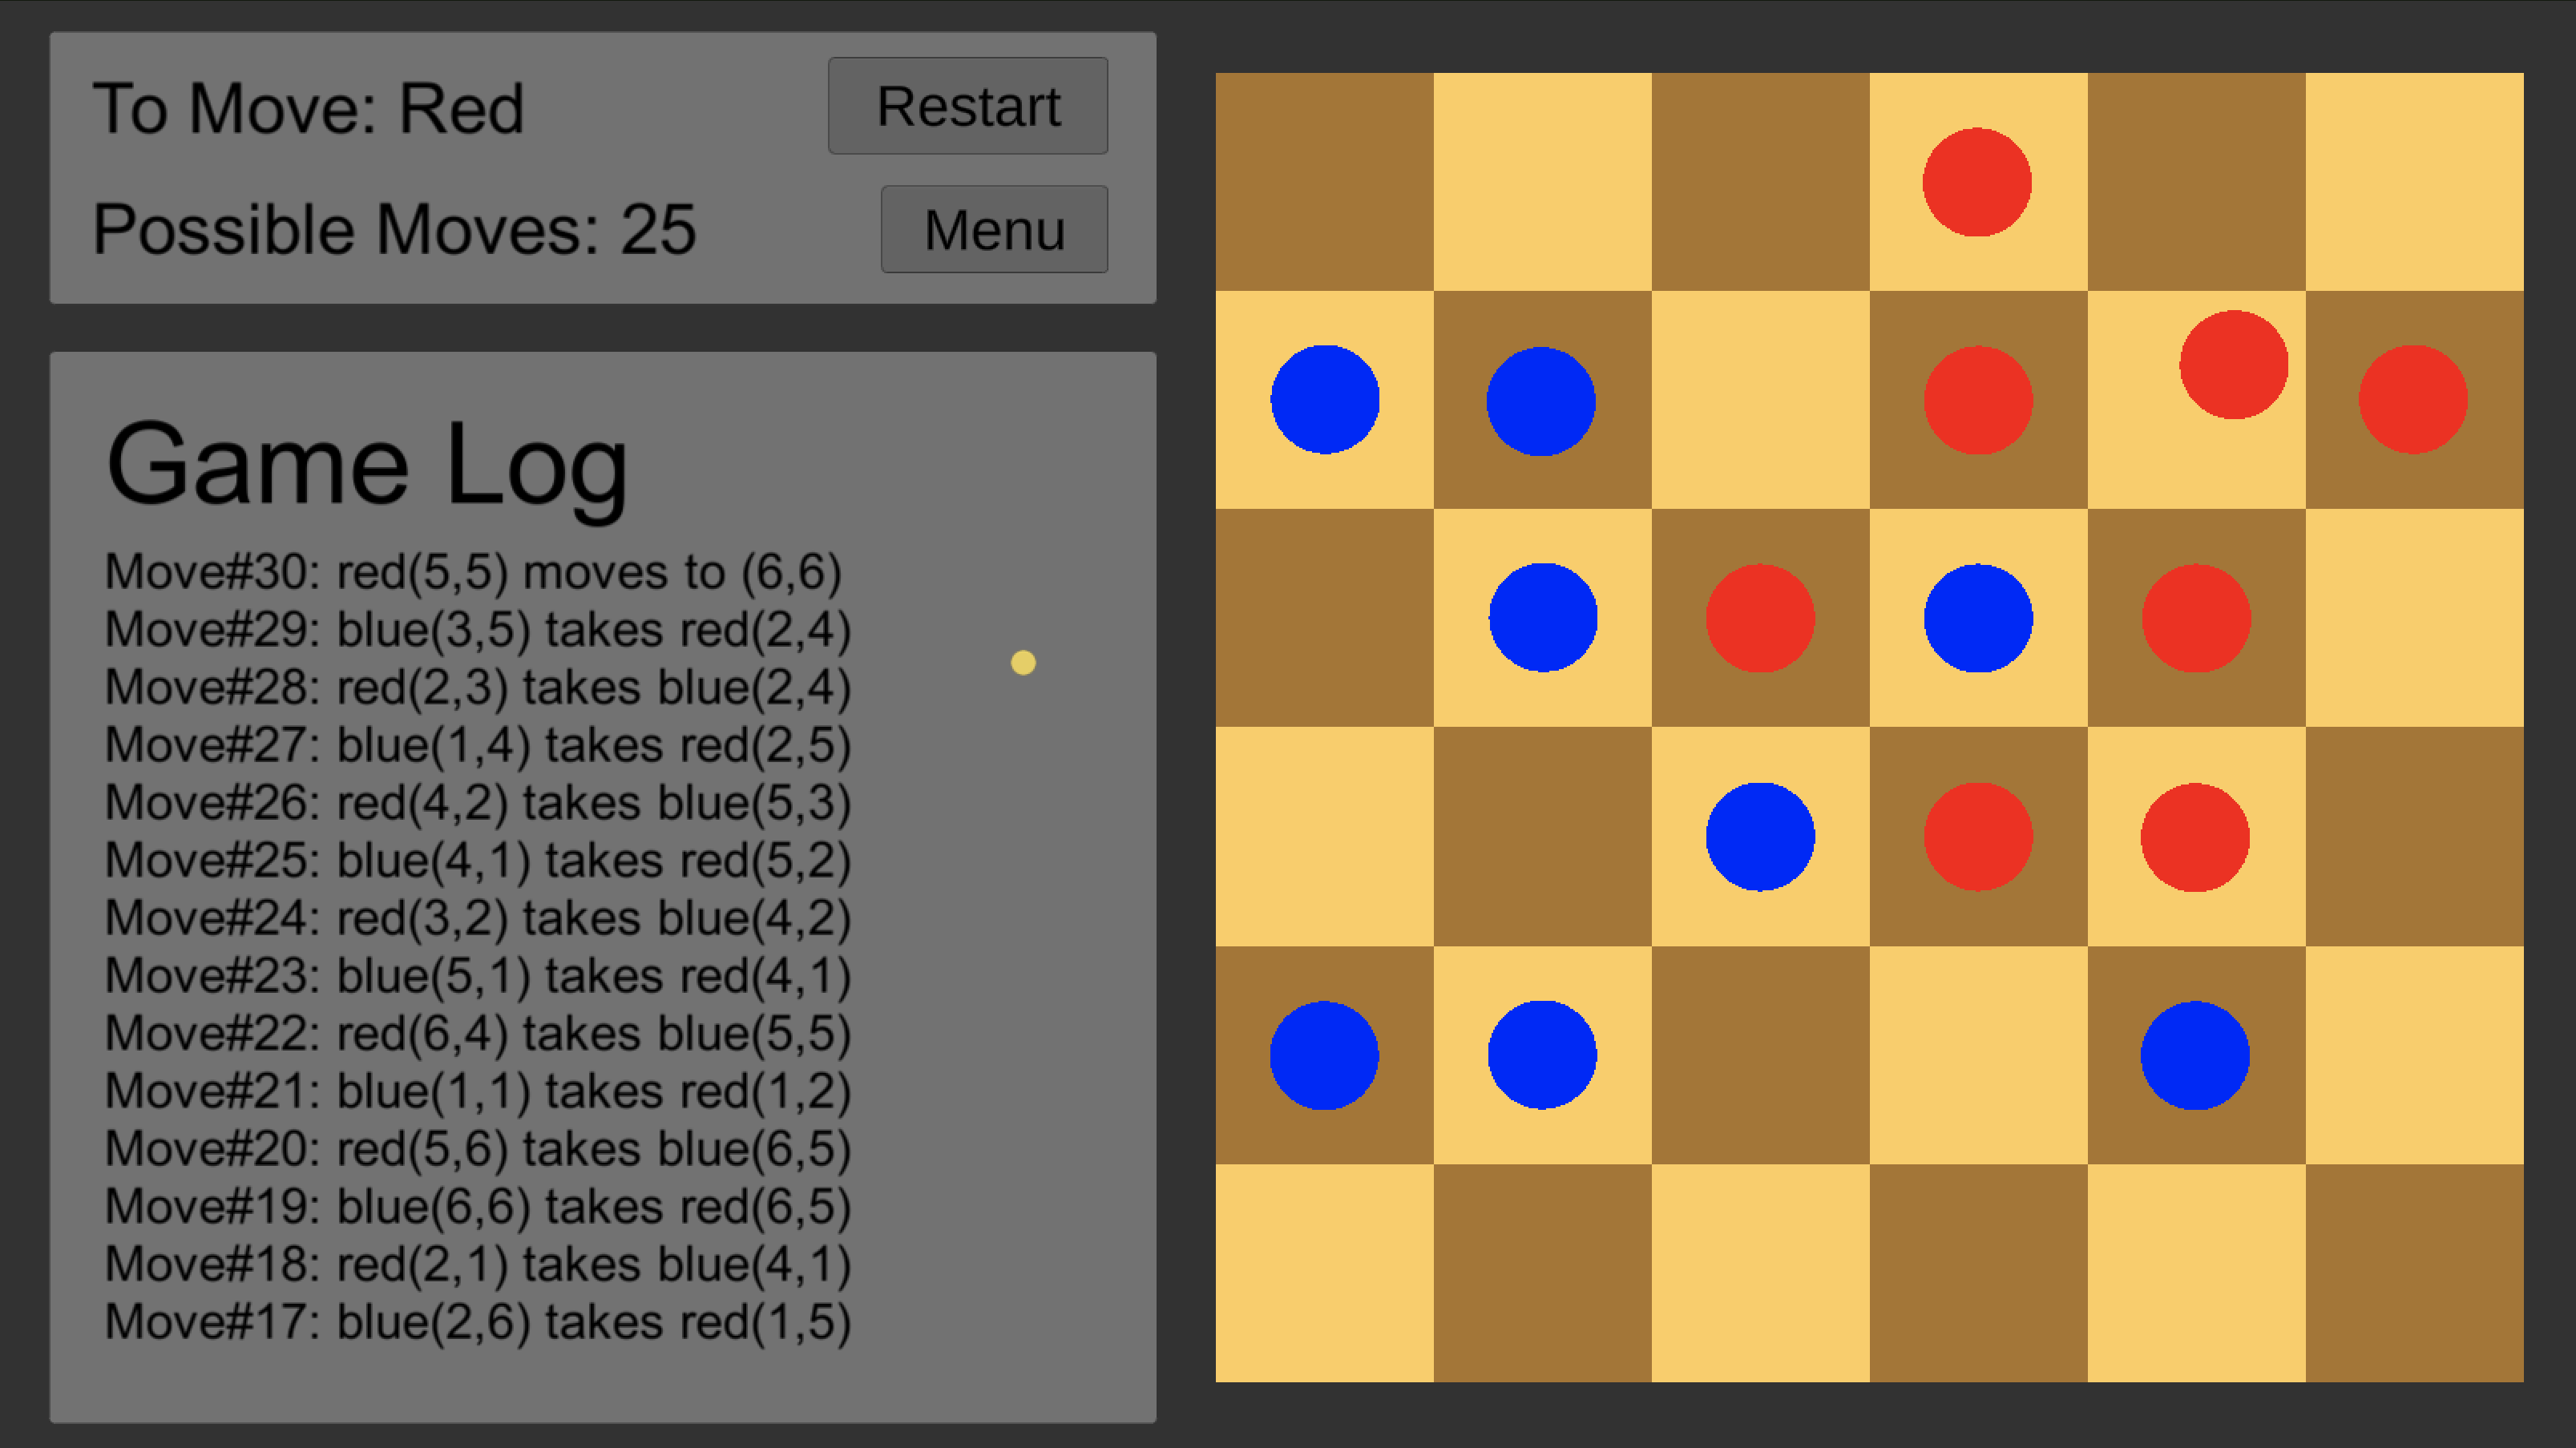 To Move: Red
Restart
Possible Moves: 25
Menu
Game Log
Move#30: red(5,5) moves to (6,6)
Move#29: blue(3,5) takes red(2,4)
Move#28: red(2,3) takes blue(2,4)
Move#27: blue(1,4) takes red(2,5)
Move#26: red(4,2) takes blue(5,3)
Move#25: blue(4,1) takes red(5,2)
Move#24: red(3,2) takes blue(4,2)
Move#23: blue(5,1) takes red(4,1)
Move#22: red(6,4) takes blue(5,5)
Move#21: blue(1,1) takes red(1,2)
Move#20: red(5,6) takes blue(6,5)
Move#19: blue(6,6) takes red(6,5)
Move#18: red(2,1) takes blue(4,1)
Move#17: blue(2,6) takes red(1,5)